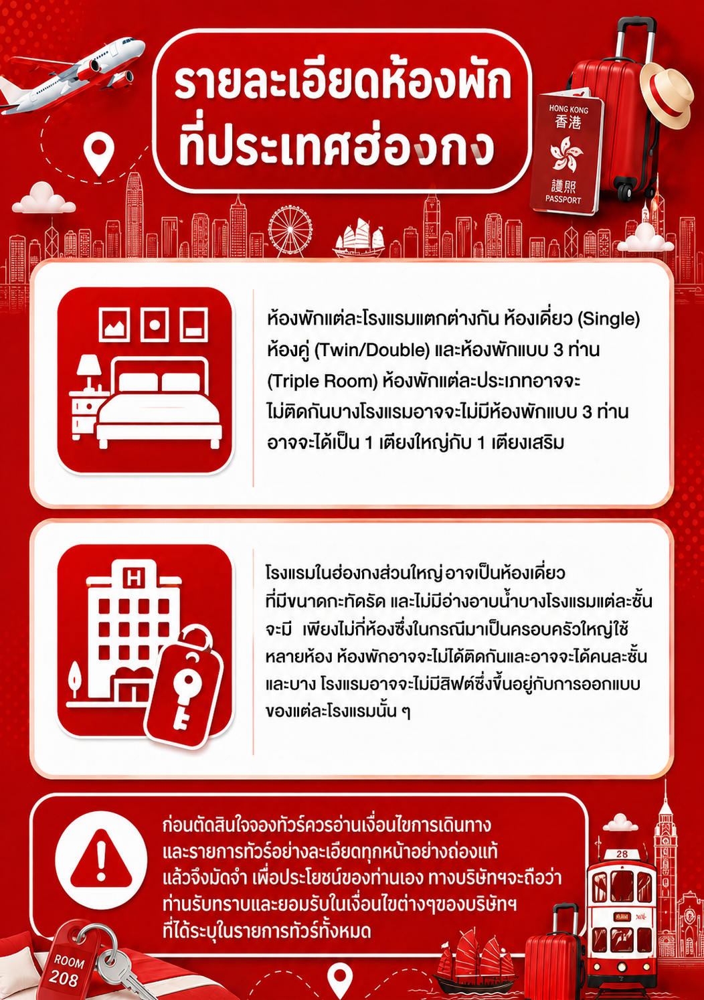 รายละเอียดห้องพัก
ที่ประเทศฮ่องกง
HONG KONG
香港
護照
PASSPORT
ห้องพักแต่ละโรงแรมแตกต่างกัน ห้องเดี่ยว (Single)
ห้องคู่ (Twin/Double) และห้องพักแบบ 3 ท่าน
(Triple Room) ห้องพักแต่ละประเภทอาจจะ
ไม่ติดกันบางโรงแรมอาจจะไม่มีห้องพักแบบ 3 ท่าน
อาจจะได้เป็น 1 เตียงใหญ่กับ 1 เตียงเสริม
H
โรงแรมในฮ่องกงส่วนใหญ่ อาจเป็นห้องเดี่ยว
ที่มีขนาดกะทัดรัด และไม่มีอ่างอาบน้ำบางโรงแรมแต่ละชั้น
จะมี เพียงไม่กี่ห้องซึ่งในกรณีมาเป็นครอบครัวใหญ่ใช้
หลายห้อง ห้องพักอาจจะไม่ได้ติดกันและอาจจะได้คนละชั้น
และบาง โรงแรมอาจจะไม่มีลิฟต์ซึ่งขึ้นอยู่กับการออกแบบ
ของแต่ละโรงแรมนั้น ๆ
ก่อนตัดสินใจจองทัวร์ควรอ่านเงื่อนไขการเดินทาง
และรายการทัวร์อย่างละเอียดทุกหน้าอย่างถ่องแท้
แล้วจึงมัดจำ เพื่อประโยชน์ของท่านเอง ทางบริษัทฯจะถือว่า
ท่านรับทราบและยอมรับในเงื่อนไขต่างๆของบริษัทฯ
ที่ได้ระบุในรายการทัวร์ทั้งหมด
28
ROOM
208